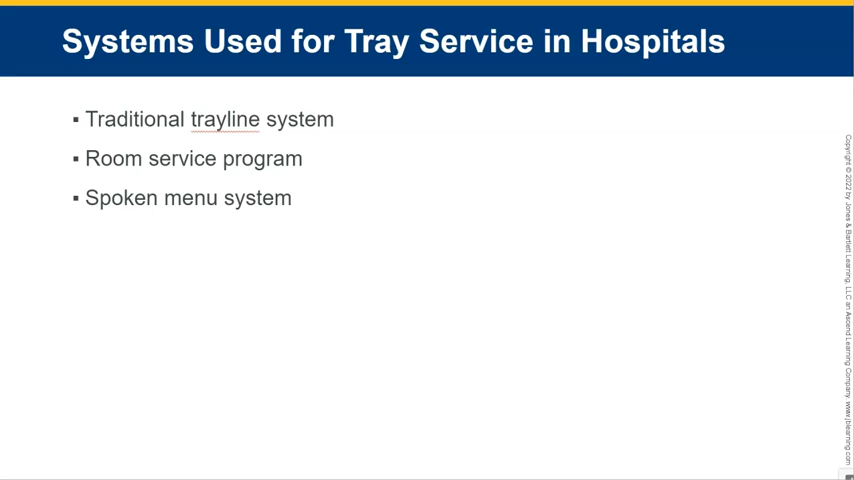 Systems Used for Tray Service in Hospitals
▪ Traditional trayline system
▪ Room service program
▪ Spoken menu system
Copyright © 2022 by Jones & Bartlett Learning, LLC an Ascend Learning Company. www.jblearning.com